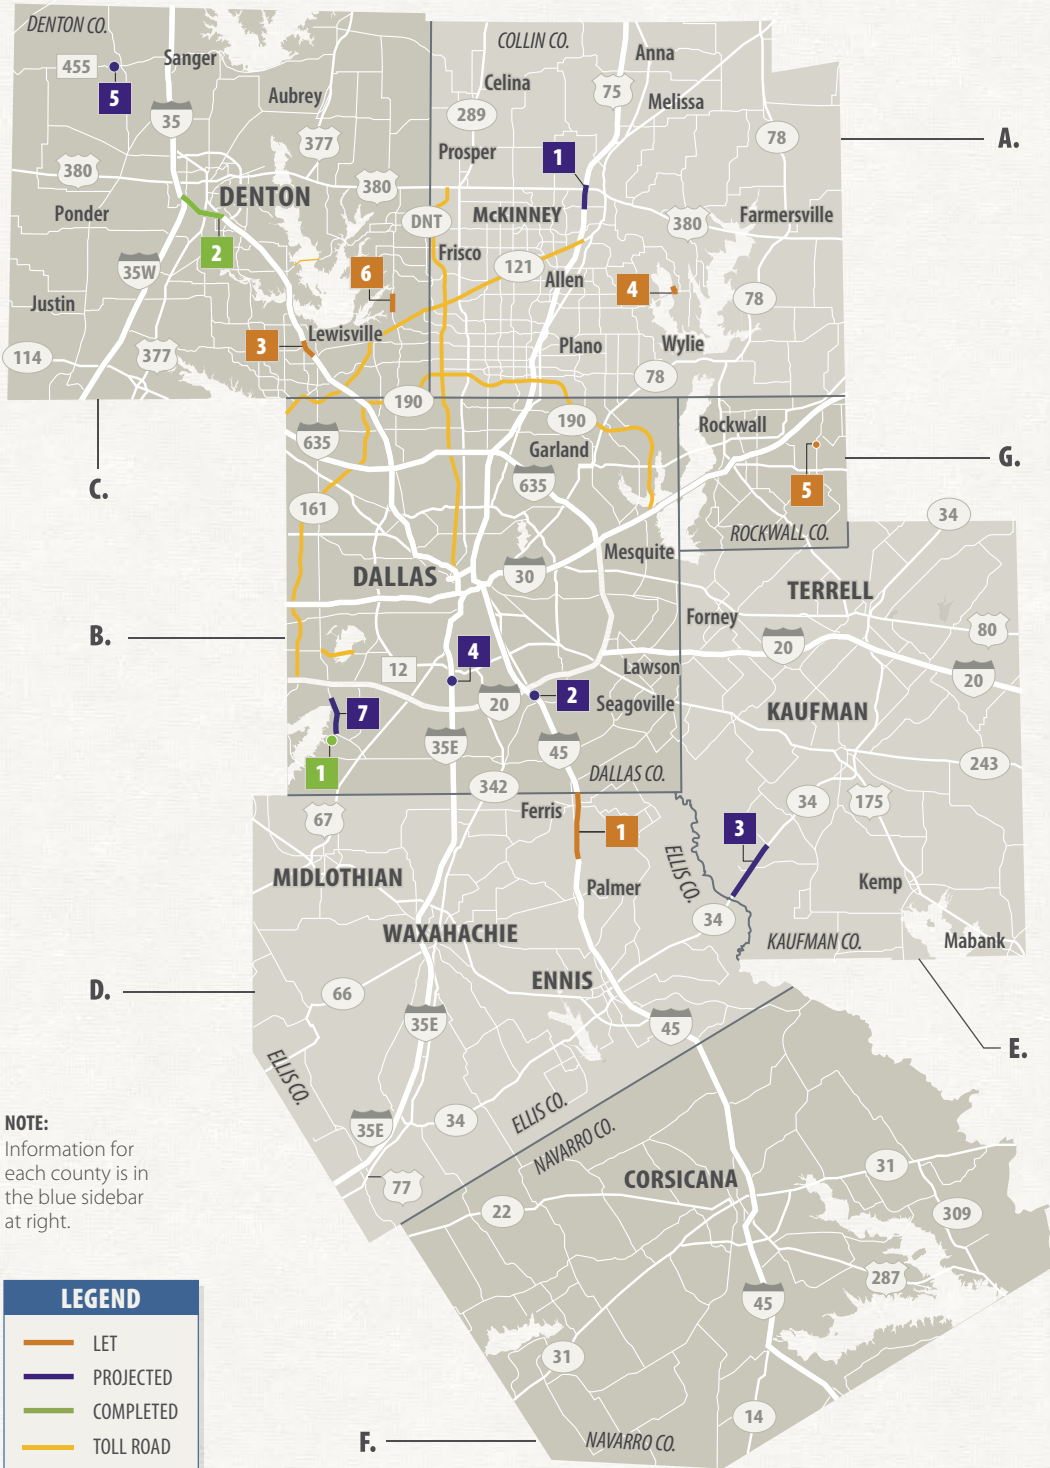 DENTON CO.
COLLIN CO.
Sanger
Anna
455
Celina
5
75
Aubrey
Melissa
35
289
78
A.
377
Prosper
1
380
380
DENTON
Ponder
McKINNEY
Farmersville
DNT
380
2
Frisco
35W
6
121
Allen
4
78
Justin
3
Lewisville
Plano
Wylie
114
377
78
190
190
Rockwall
635
Garland
G.
C.
635
5
161
34
ROCKWALL CO.
Mesquite
DALLAS
30
TERRELL
Forney
80
B.
20
4
12
Lawson
20
2
20
Seagoville
7
KAUFMAN
35E
45
243
1
DALLAS CO.
342
34
175
67
Ferris
1
3
ELLIS CO.
MIDLOTHIAN
Palmer
Kemp
34
WAXAHACHIE
KAUFMAN CO.
Mabank
ENNIS
D.
66
35E
45
E.
ELLIS CO.
ELLIS CO.
34
35E
NAVARRO CO.
NOTE:
Information for
each county is in
the blue sidebar
at right.
31
CORSICANA
77
22
309
287
LEGEND
45
LET
31
PROJECTED
COMPLETED
14
TOLL ROAD
F.
NAVARRO CO.